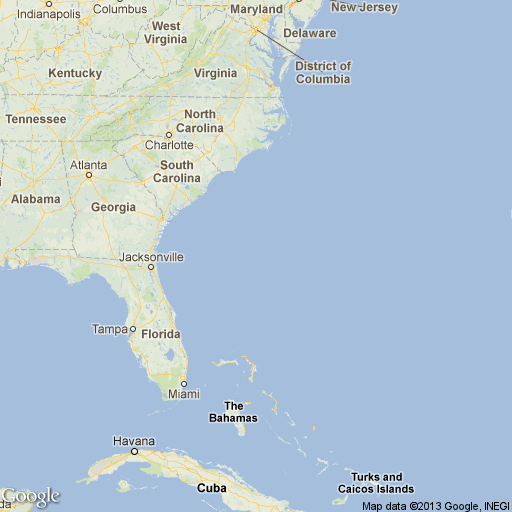 Indianapolis
Columbus
Maryland
New Jersey
West
Virginia
Delaware
Kentucky
Virginia
District of
Columbia
Tennessee
North
Carolina
Charlotte
Atlanta
South
Carolina
Alabama
Georgia
Jacksonville
Tampa
Florida
Miami
The
Bahamas
Havana
Cuba
Turks and
Caicos Islands
Google
da
Map data ©2013 Google, INEGI